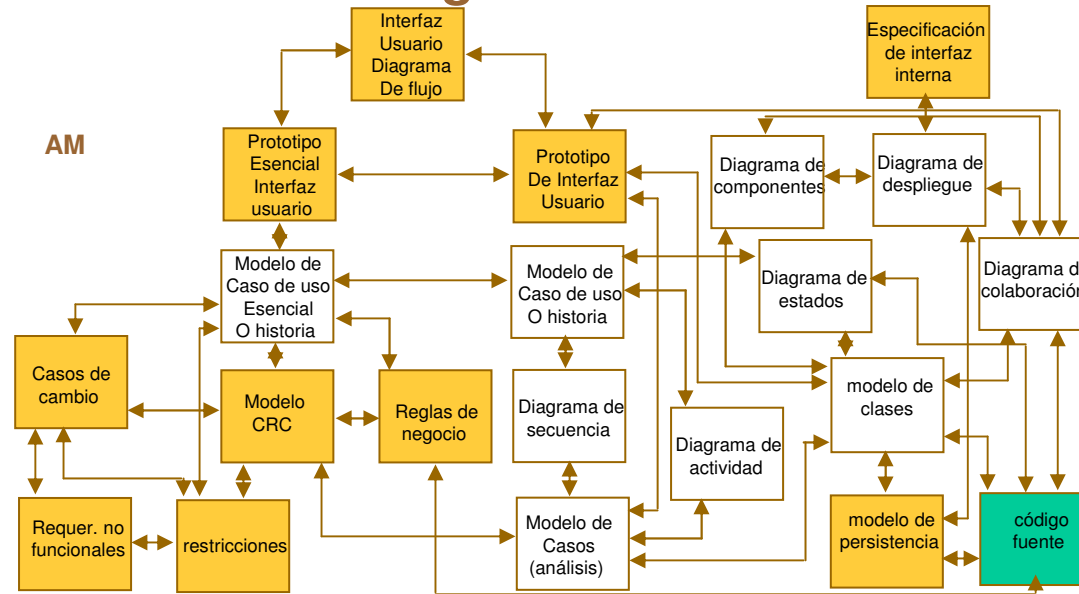 Interfaz
Usuario
Diagrama
De flujo
Especificación
de interfaz
interna
AM
Prototipo
Esencial
Interfaz
usuario
Prototipo
De Interfaz
Usuario
Diagrama de
componentes
Diagrama de
despliegue
Modelo de
Caso de uso
Esencial
O historia
Modelo de
Caso de uso
O historia
Diagrama de
estados
Diagrama d
colaboración
Casos de
cambio
Modelo
CRC
Reglas de
negocio
Diagrama de
secuencia
modelo de
clases
Diagrama de
actividad
Requer. no
funcionales
restricciones
Modelo de
Casos
(análisis)
modelo de
persistencia
código
fuente